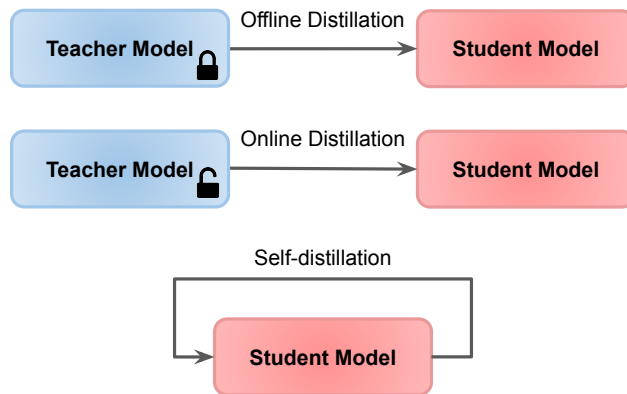 Offline Distillation
Teacher Model
Student Model
Online Distillation
Teacher Model
Student Model
Self-distillation
Student Model